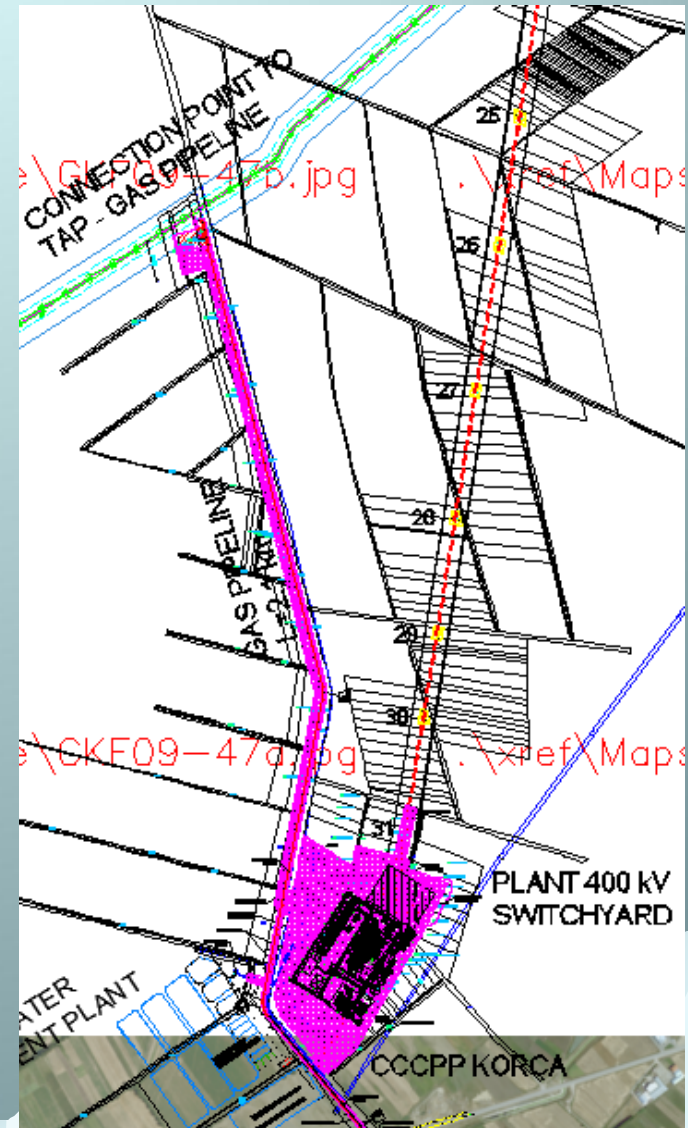 CONNECTION POINT TO
TAP - GAS PIPELINE
25
e\GKF09-47b.jpg
.\xref\Maps
26
27
28
GAS PIPELINE
29
30
e\GKF09-47d.jpg
.\xref\Maps
31
PLANT 400 kV
SWITCHYARD
ATER
ENT PLANT
CCCPP KORCA